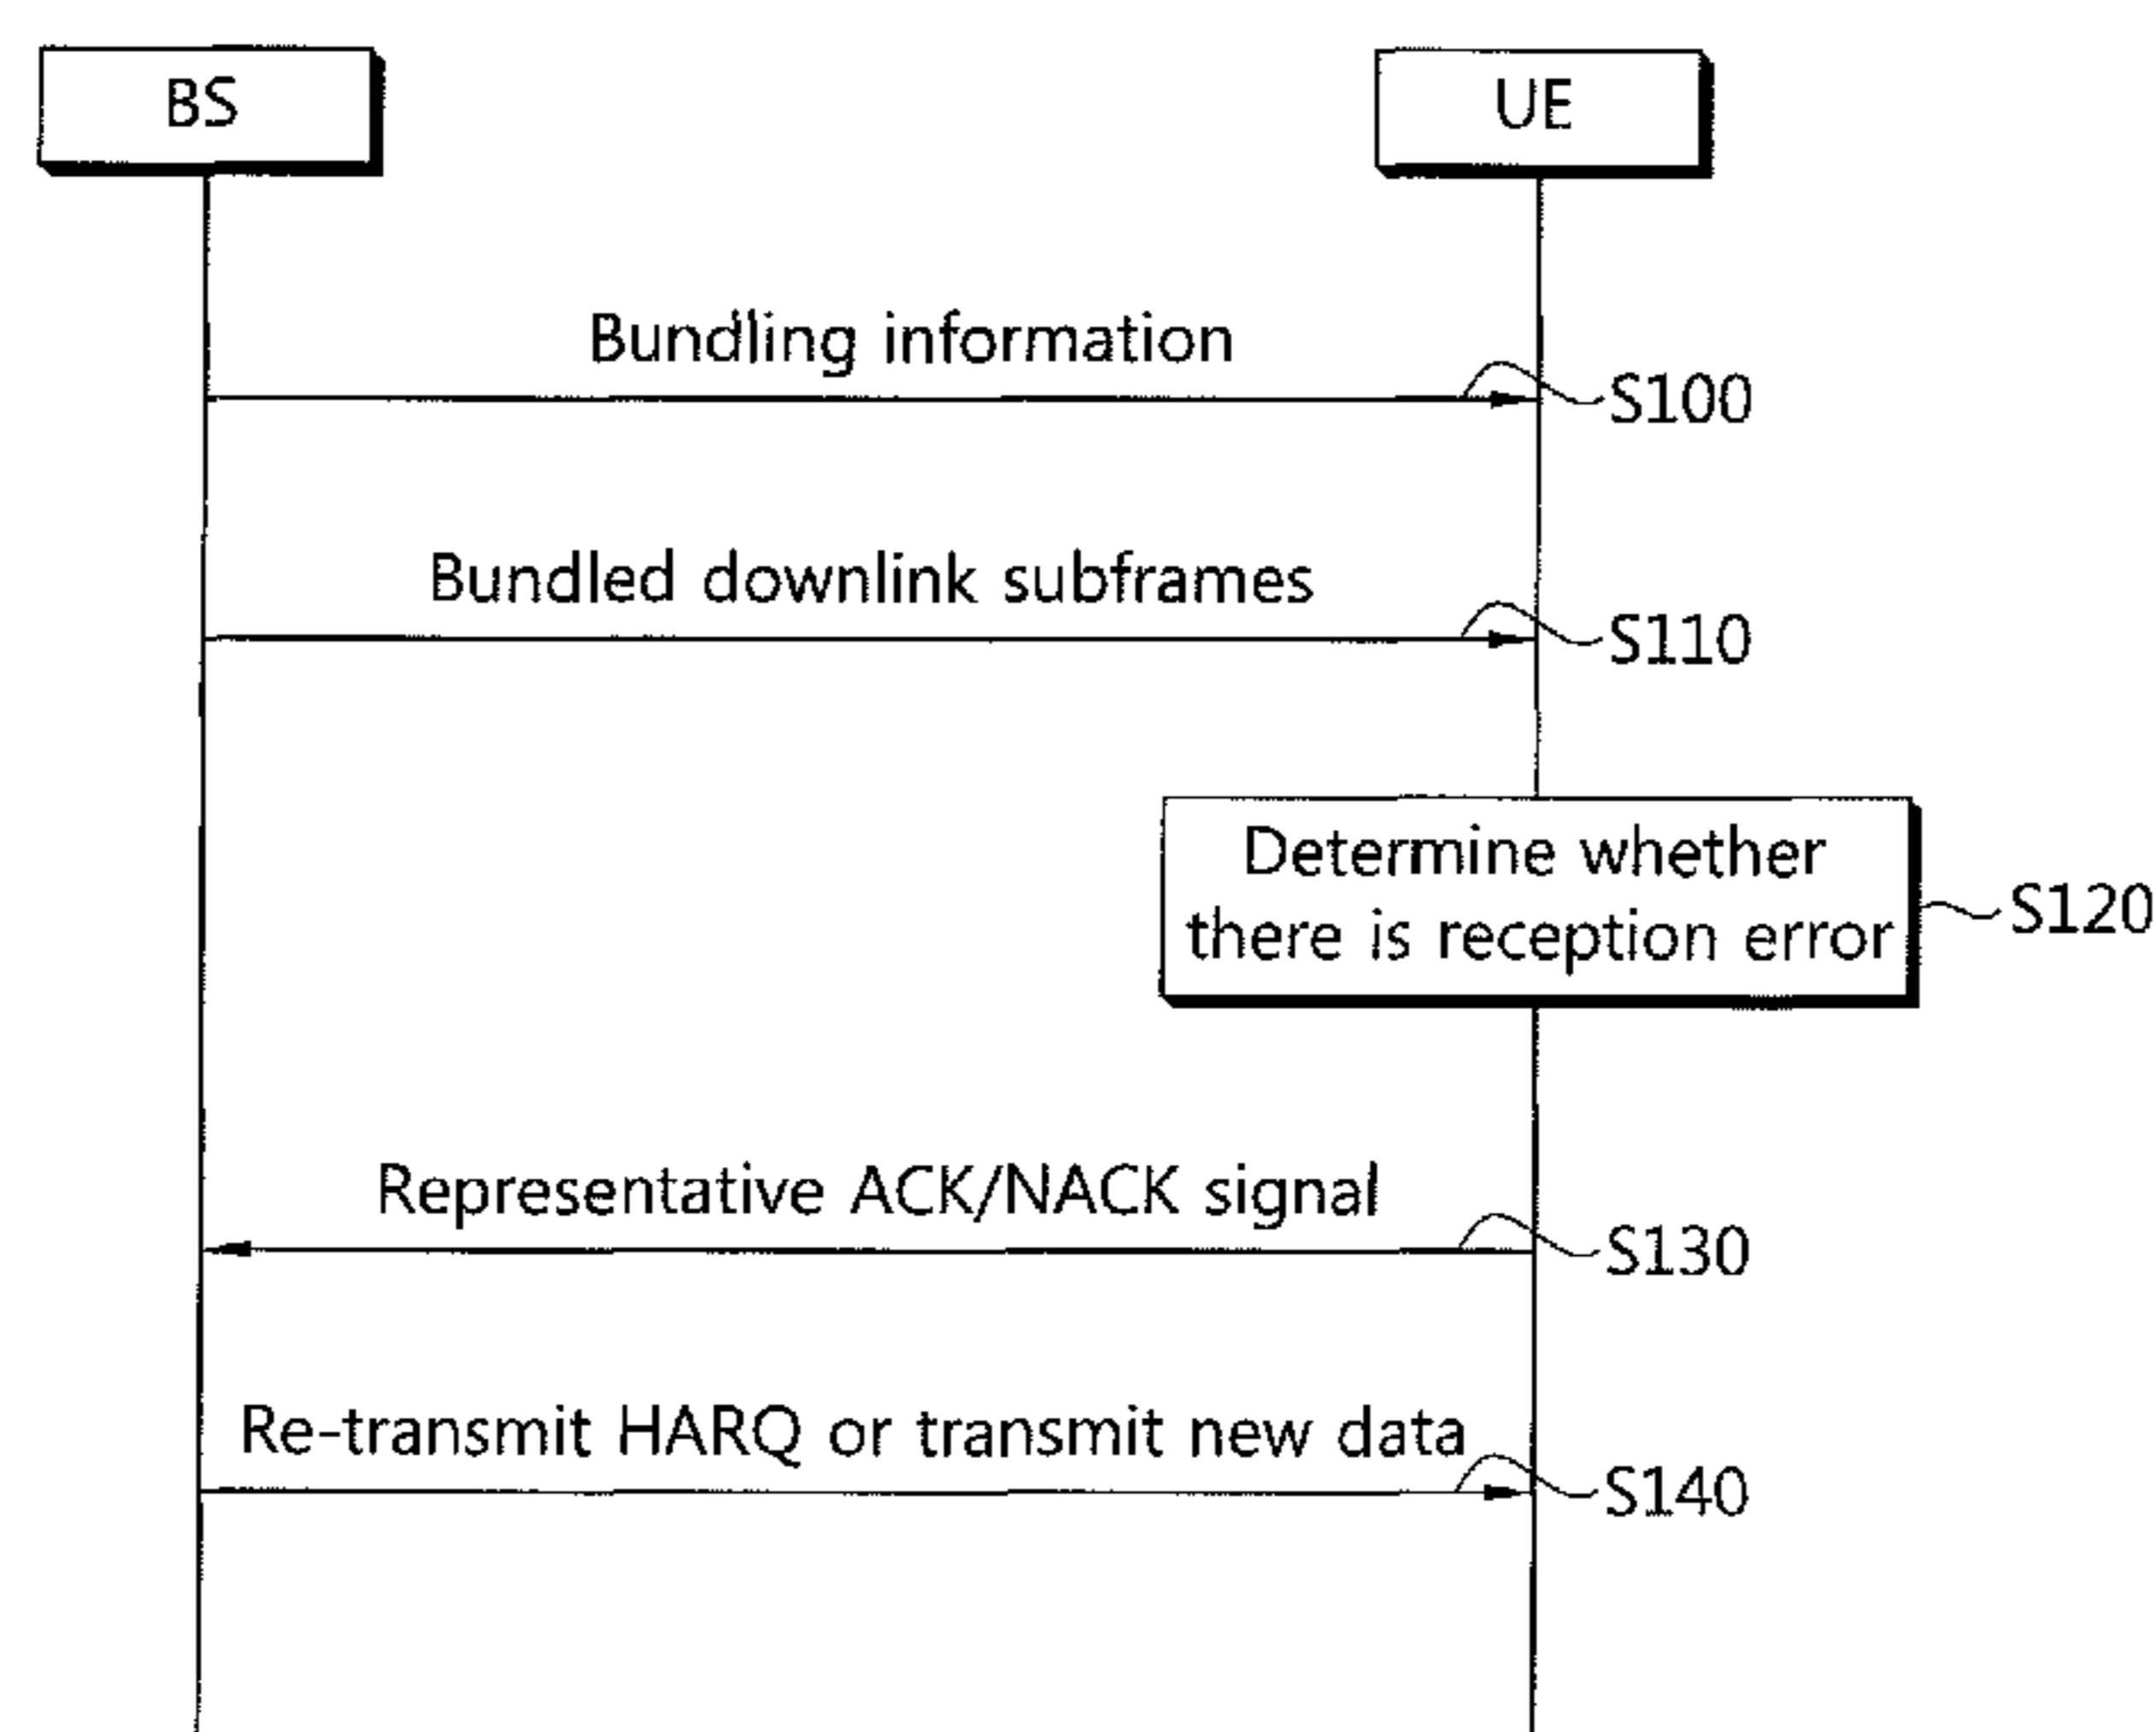 BS
UE
Bundling information
S100
Bundled downlink subframes
S110
Determine whether
there is reception error
S120
Representative ACK/NACK signal
S130
Re-transmit HARQ or transmit new data
S140